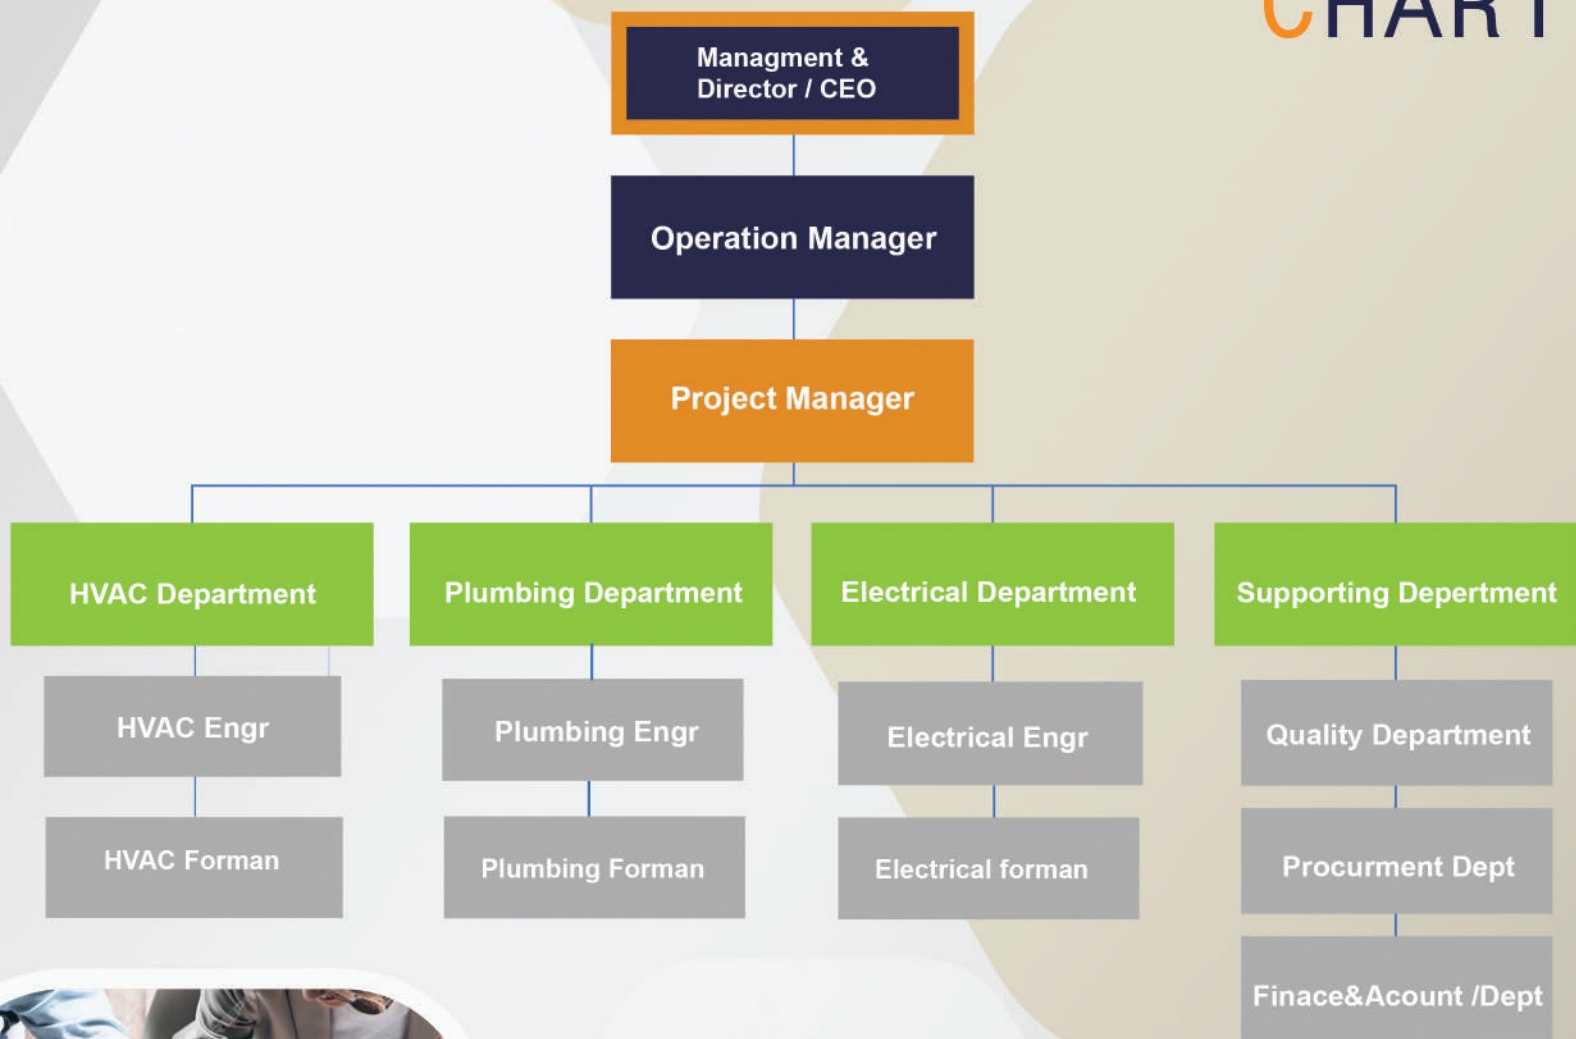 CHART
Managment &
Director / CEO
Operation Manager
Project Manager
HVAC Department
Plumbing Department
Electrical Department
Supporting Depertment
HVAC Engr
Plumbing Engr
Electrical Engr
Quality Department
HVAC Forman
Plumbing Forman
Electrical forman
Procurment Dept
Finace&Acount /Dept